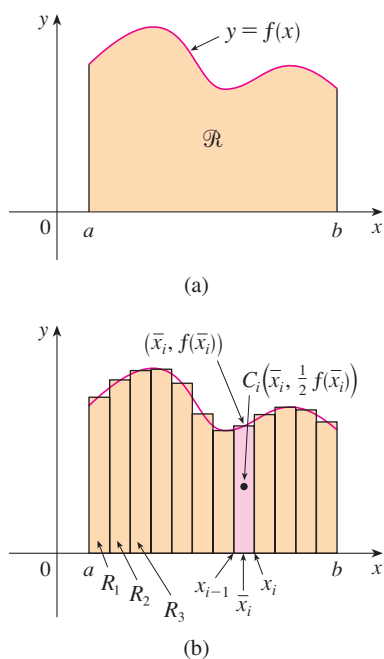 y
y = f(x)
ℛ
0 a b x
(a)
y
(x̄ᵢ, f(x̄ᵢ))
Cᵢ(x̄ᵢ, ½ f(x̄ᵢ))
0 a R₁ R₂ R₃ xᵢ₋₁ x̄ᵢ xᵢ b x
(b)